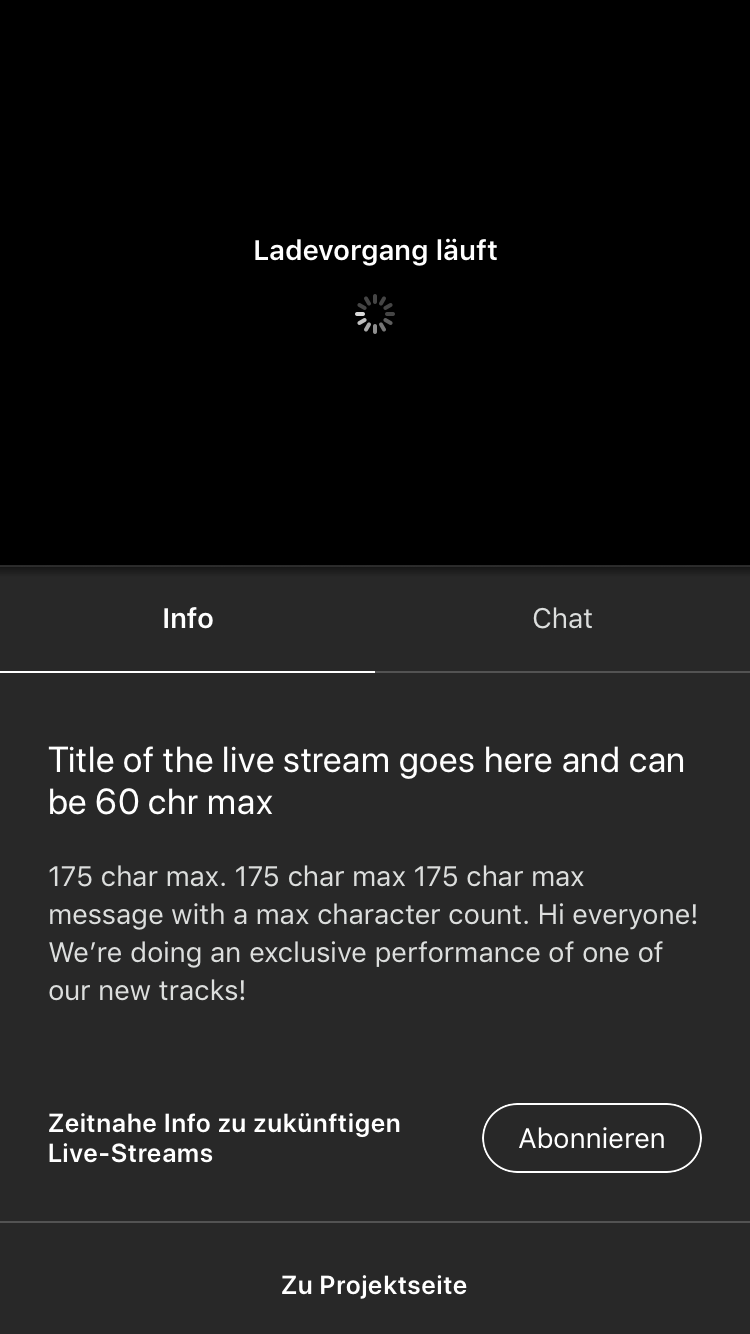 Ladevorgang läuft
Info
Chat
Title of the live stream goes here and can
be 60 chr max
175 char max. 175 char max 175 char max
message with a max character count. Hi everyone!
We’re doing an exclusive performance of one of
our new tracks!
Zeitnahe Info zu zukünftigen
Live-Streams
Abonnieren
Zu Projektseite